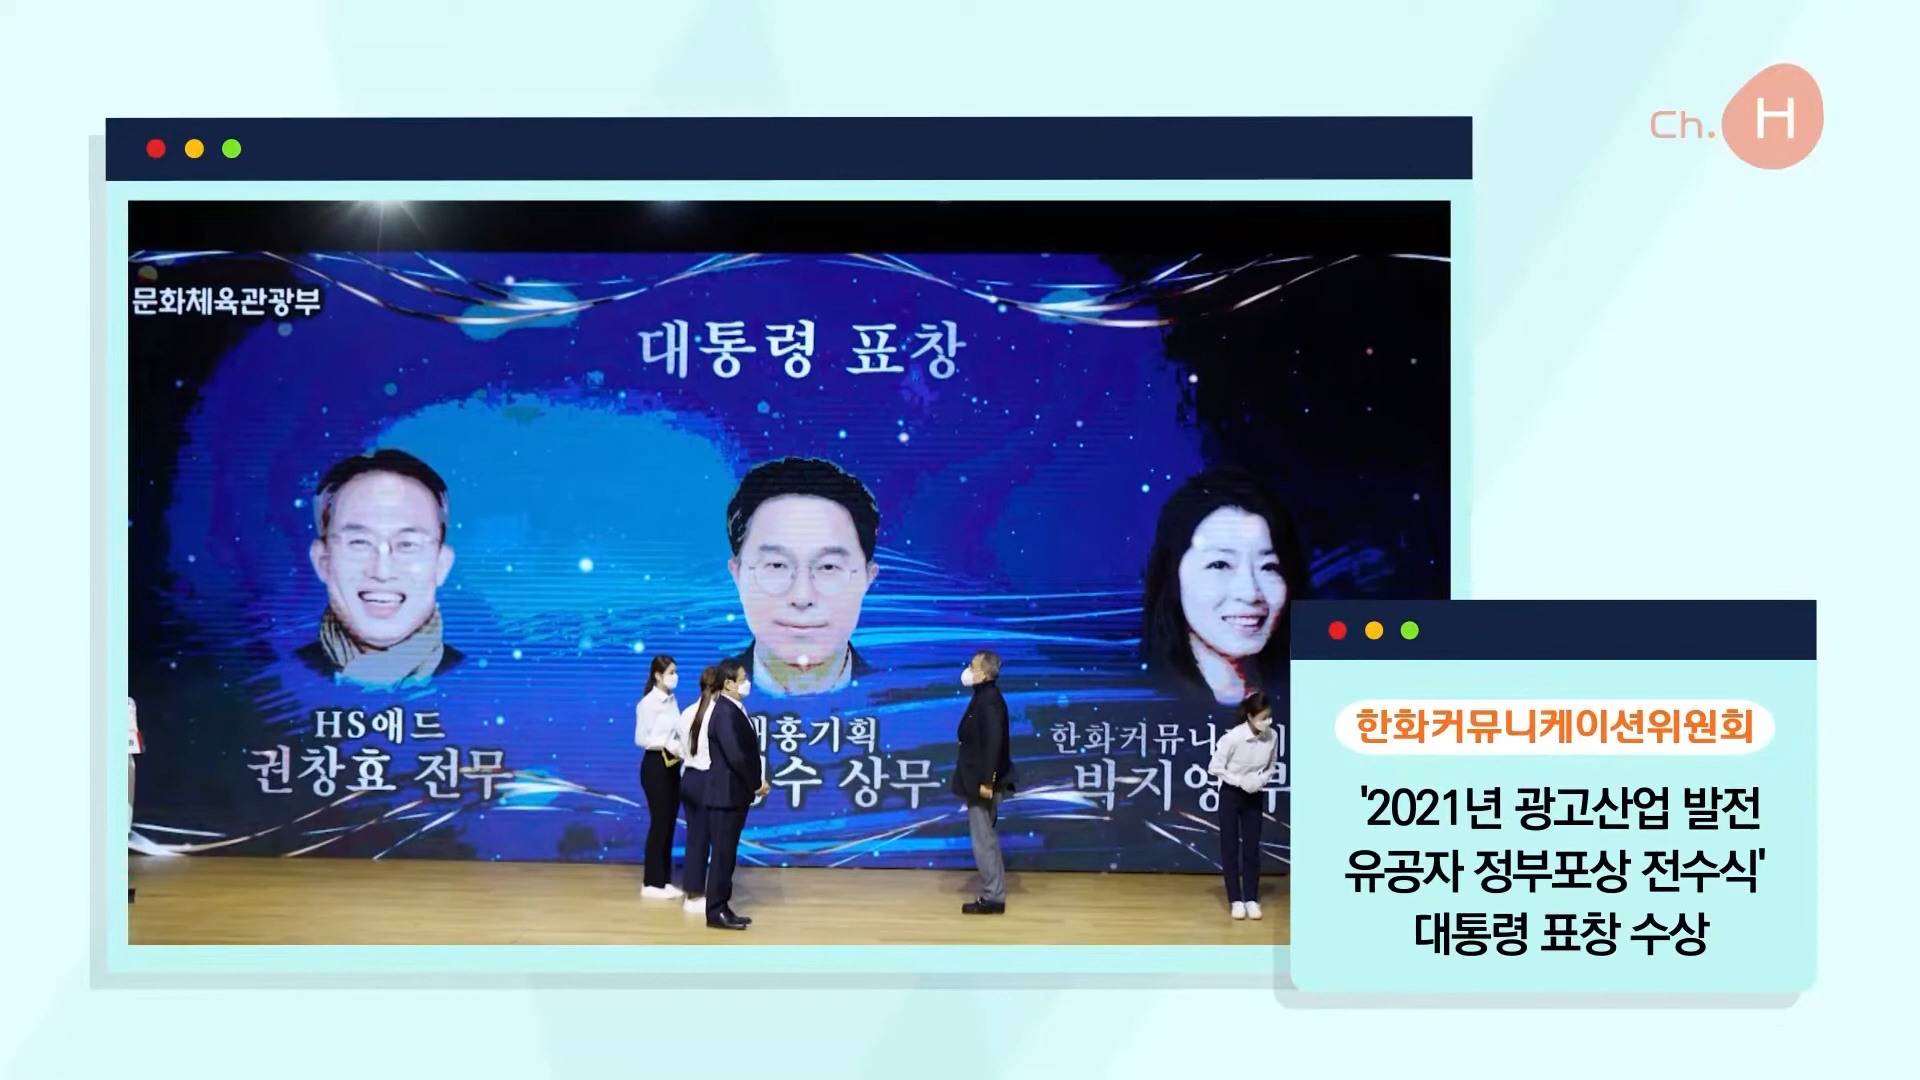 Ch. H
문화체육관광부
대통령 표창
HS애드
권창효 전무
홍기획
수 상무
한화커뮤니
박지영
한화커뮤니케이션위원회
'2021년 광고산업 발전
유공자 정부포상 전수식'
대통령 표창 수상